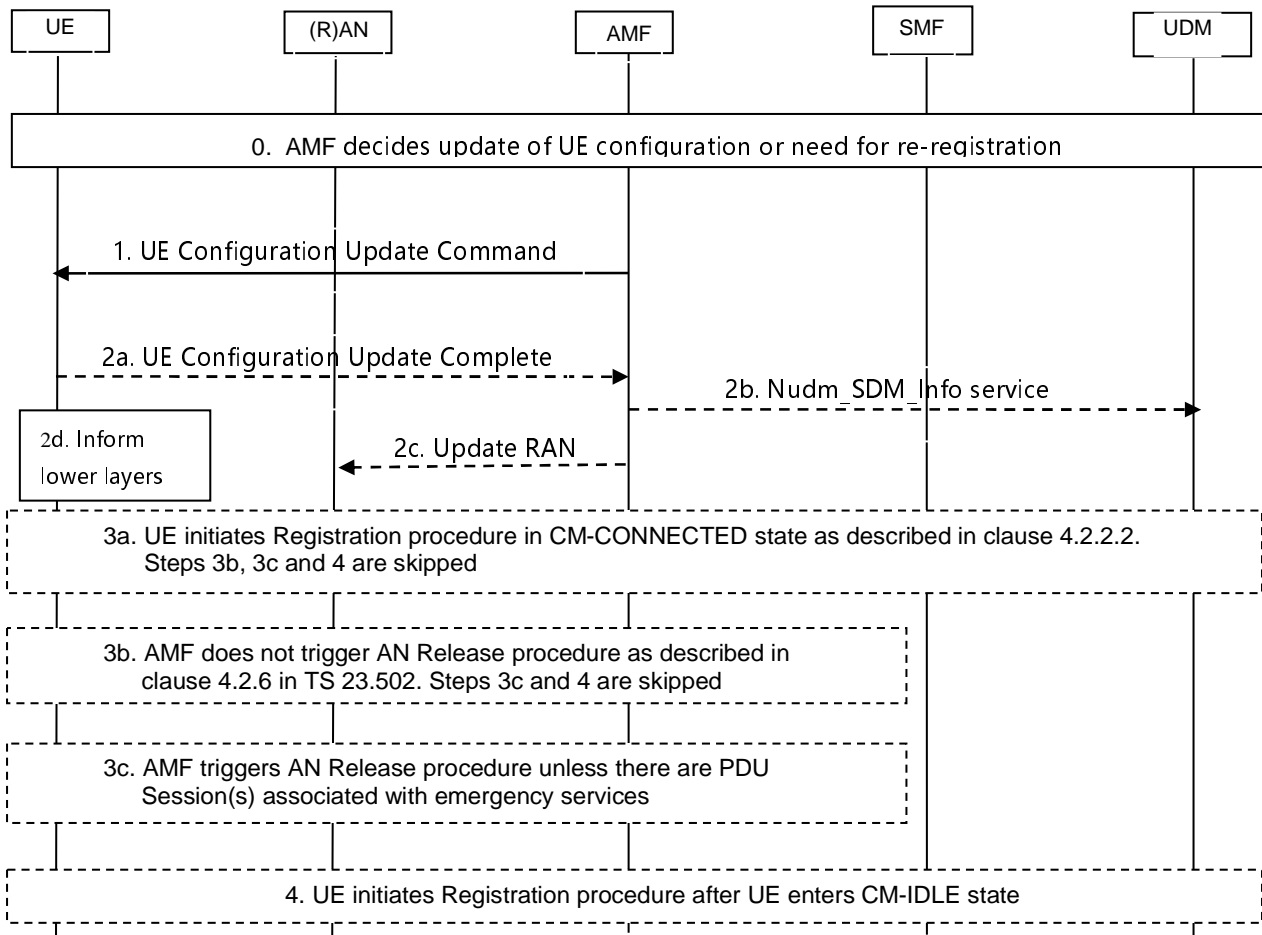 UE
(R)AN
AMF
SMF
UDM
0. AMF decides update of UE configuration or need for re-registration
1. UE Configuration Update Command
2a. UE Configuration Update Complete
2b. Nudm_SDM_Info service
2c. Update RAN
2d. Inform
lower layers
3a. UE initiates Registration procedure in CM-CONNECTED state as described in clause 4.2.2.2.
Steps 3b, 3c and 4 are skipped
3b. AMF does not trigger AN Release procedure as described in
clause 4.2.6 in TS 23.502. Steps 3c and 4 are skipped
3c. AMF triggers AN Release procedure unless there are PDU
Session(s) associated with emergency services
4. UE initiates Registration procedure after UE enters CM-IDLE state